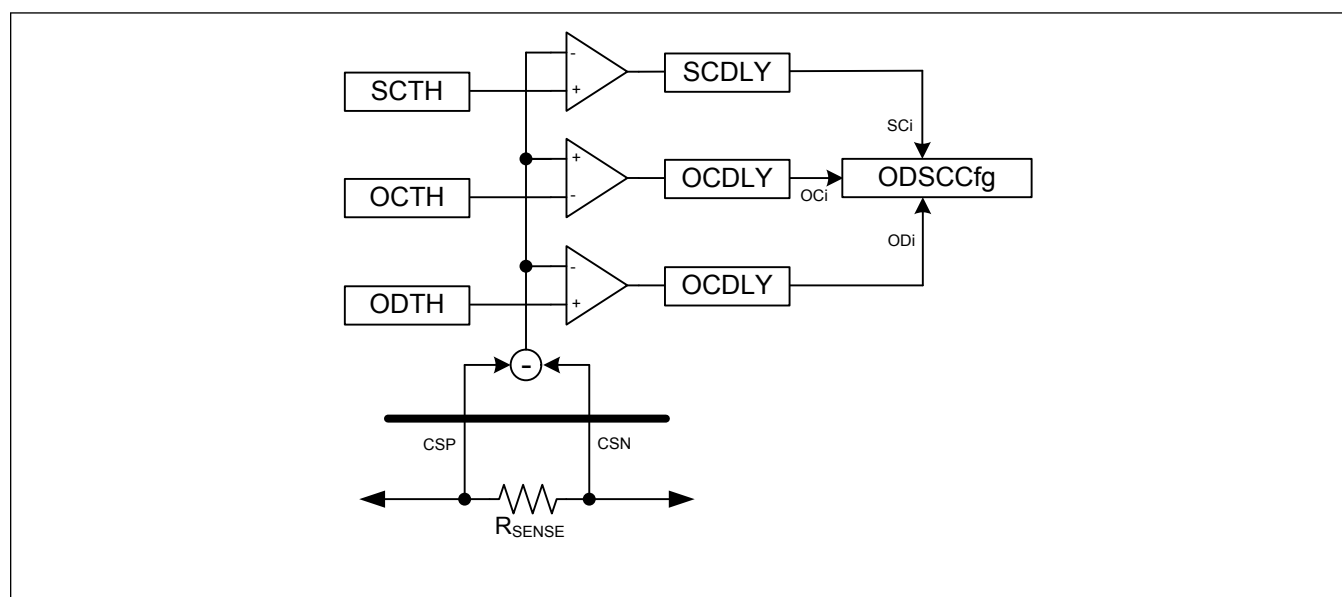 SCTH
-
+
SCDLY
SCi
OCTH
+
-
OCDLY
OCi
ODSCCfg
ODi
ODTH
-
+
OCDLY
-
CSP
CSN
RSENSE